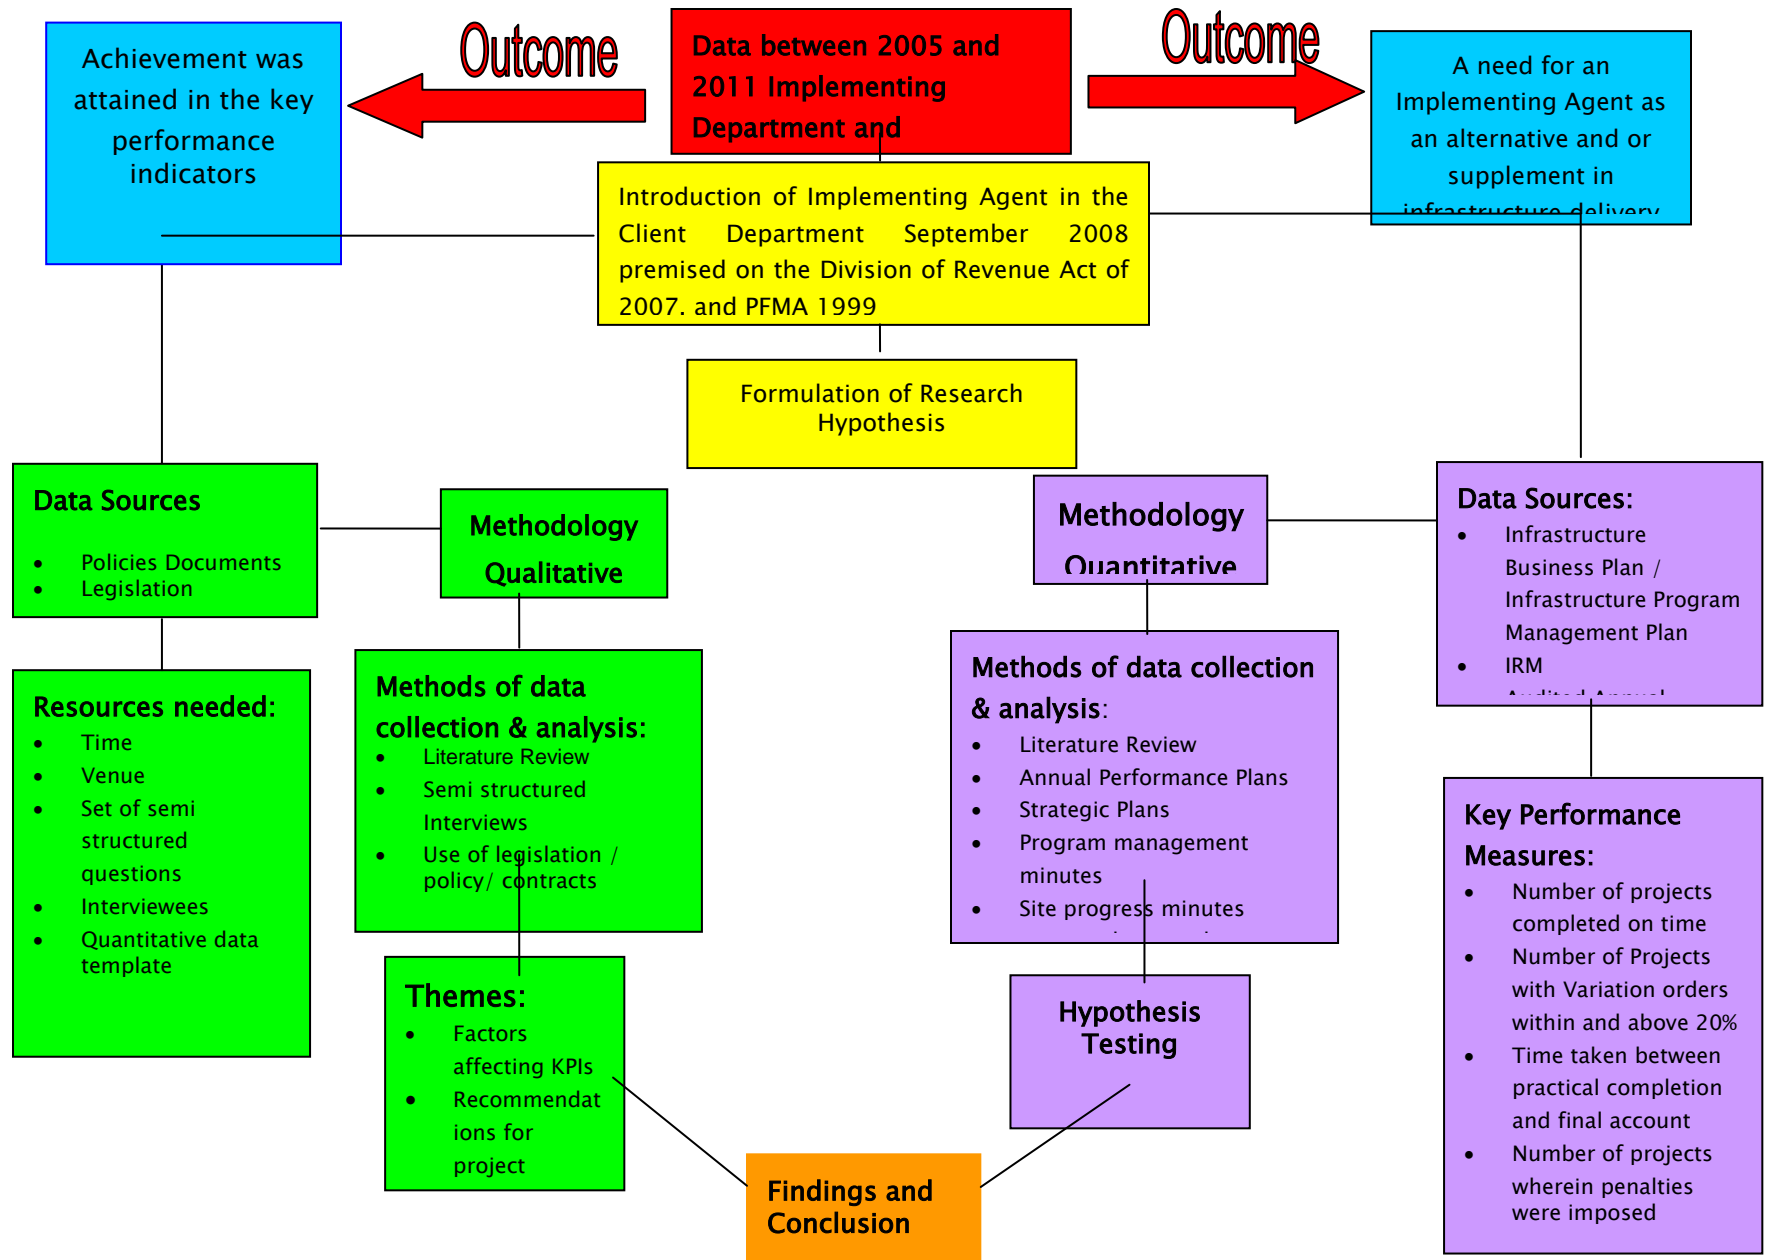 Achievement was
attained in the key
performance
indicators
Outcome
Data between 2005 and
2011 Implementing
Department and
Outcome
A need for an
Implementing Agent as
an alternative and or
supplement in
infrastructure delivery
Introduction of Implementing Agent in the
Client Department September 2008
premised on the Division of Revenue Act of
2007. and PFMA 1999
Formulation of Research
Hypothesis
Data Sources
• Policies Documents
• Legislation
Methodology
Qualitative
Methodology
Quantitative
Data Sources:
• Infrastructure
Business Plan /
Infrastructure Program
Management Plan
• IRM
Audited Annual
Resources needed:
• Time
• Venue
• Set of semi
structured
questions
• Interviewees
• Quantitative data
template
Methods of data
collection & analysis:
• Literature Review
• Semi structured
Interviews
• Use of legislation /
policy/ contracts
Methods of data collection
& analysis:
• Literature Review
• Annual Performance Plans
• Strategic Plans
• Program management
minutes
• Site progress minutes
Key Performance
Measures:
• Number of projects
completed on time
• Number of Projects
with Variation orders
within and above 20%
• Time taken between
practical completion
and final account
• Number of projects
wherein penalties
were imposed
Themes:
• Factors
affecting KPIs
• Recommendat
ions for
project
Hypothesis
Testing
Findings and
Conclusion